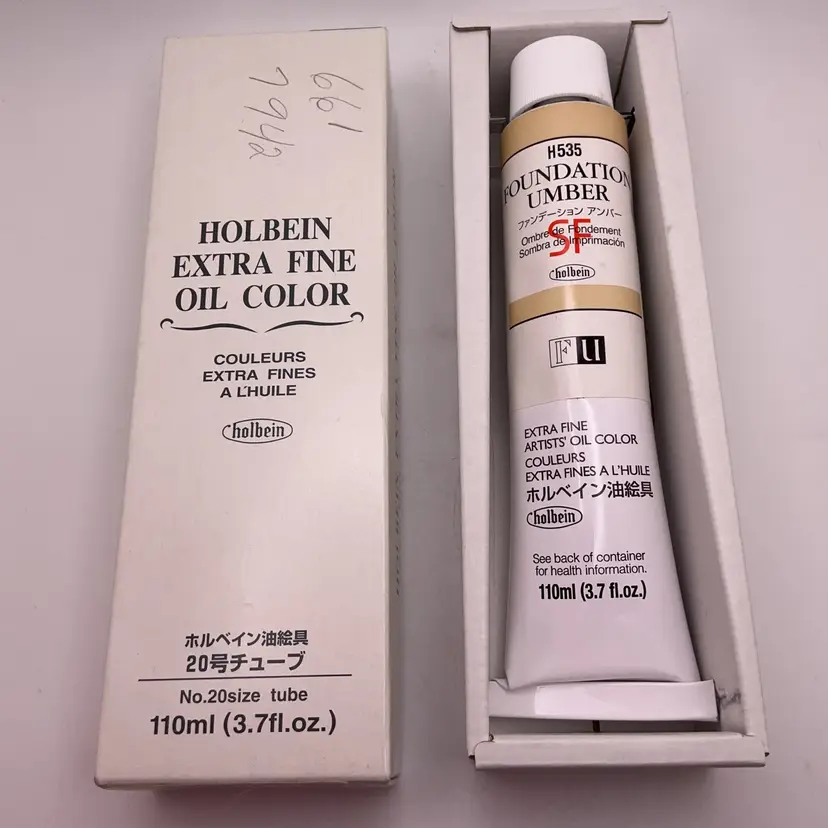 661
7942
HOLBEIN
EXTRA FINE
OIL COLOR
COULEURS
EXTRA FINES
A L'HUILE
holbein
ホルベイン油絵具
20号チューブ
No.20size tube
110ml (3.7fl.oz.)
H535
FOUNDATION
UMBER
ファンデーション アンバー
Ombre de Fondement
SF
Sombra de Imprimación
holbein
FU
EXTRA FINE
ARTISTS' OIL COLOR
COULEURS
EXTRA FINES A L'HUILE
ホルベイン油絵具
holbein
See back of container
for health information.
110ml (3.7 fl.oz.)